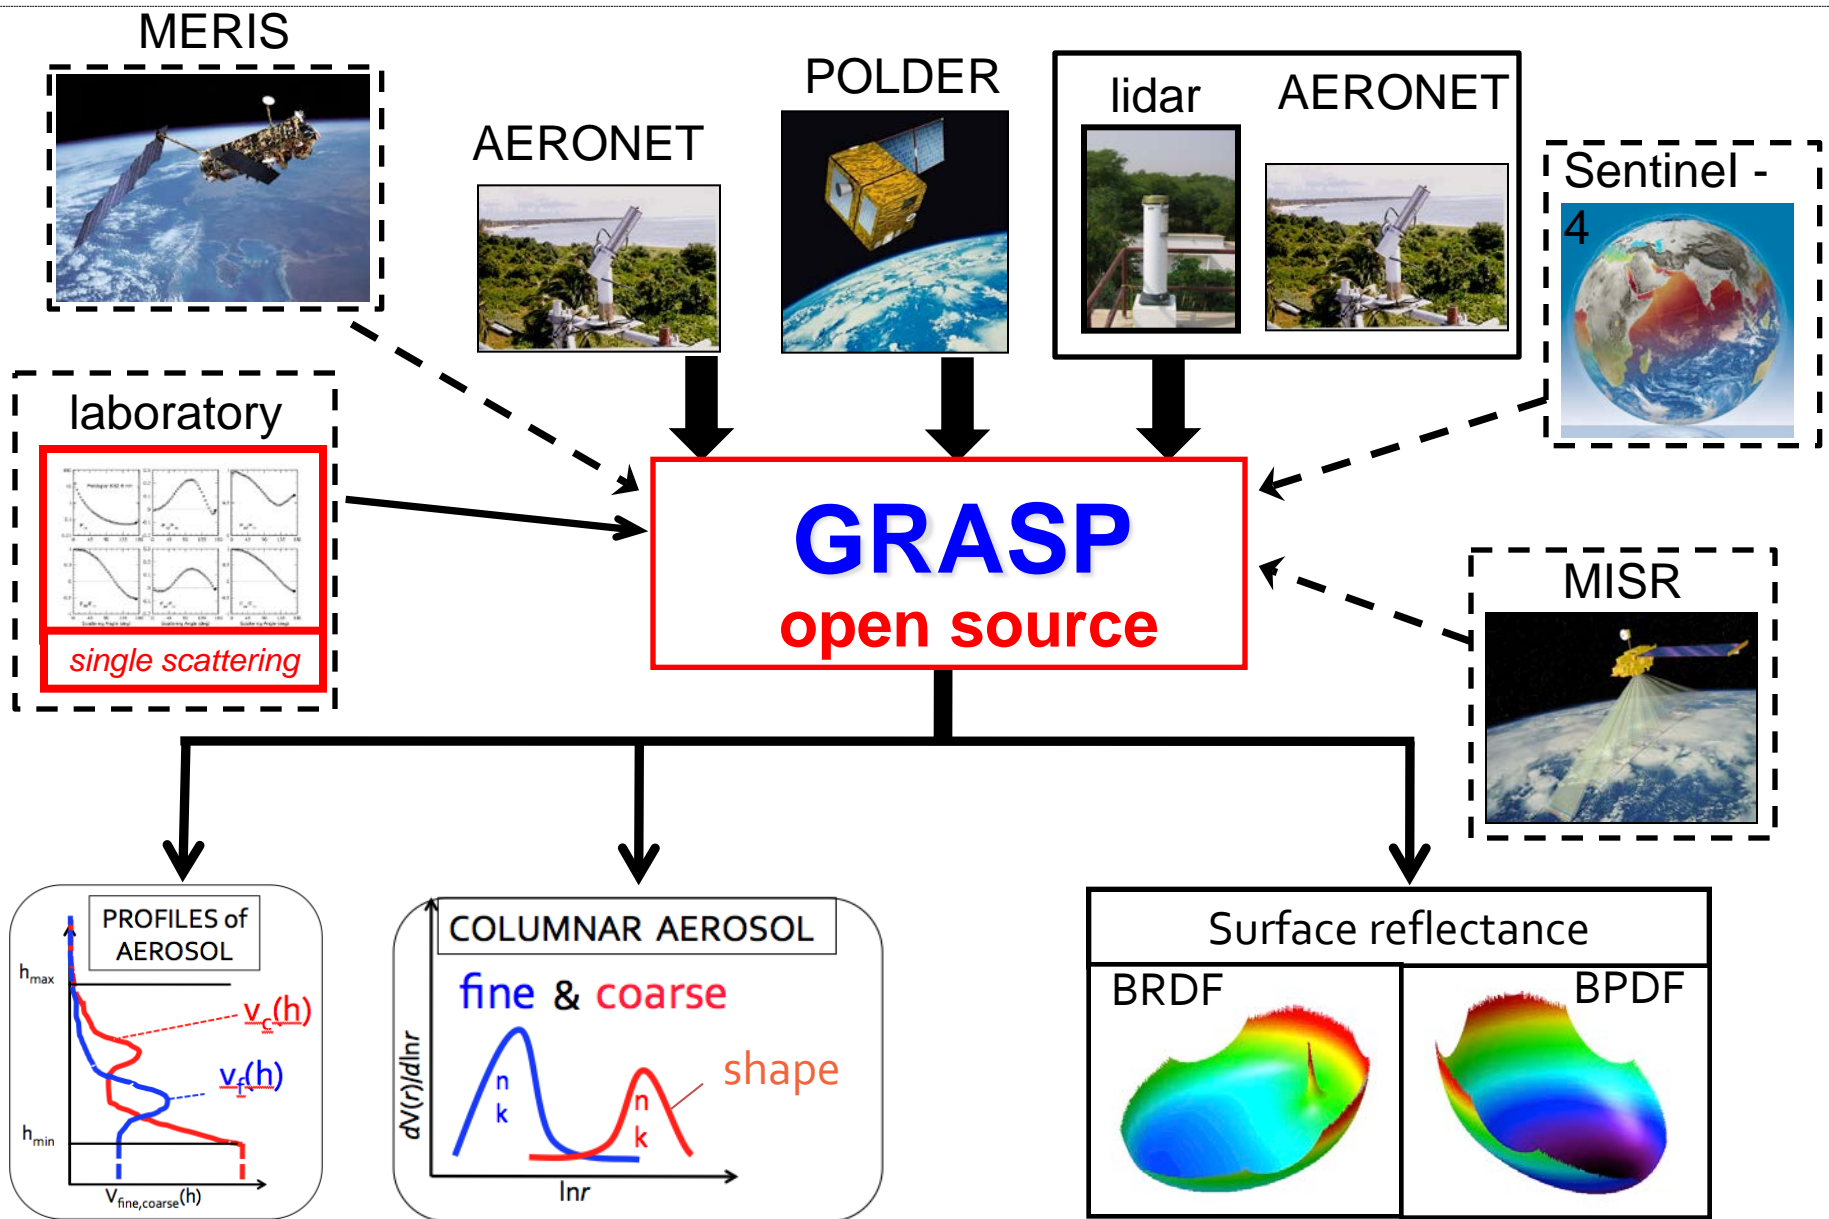 MERIS
AERONET
POLDER
lidar
AERONET
Sentinel -
4
laboratory
single scattering
GRASP
open source
MISR
PROFILES of
AEROSOL
h_max
v_c(h)
v_f(h)
h_min
V_fine,coarse(h)
COLUMNAR AEROSOL
fine & coarse
shape
n
k
n
k
dV(r)/dlnr
lnr
Surface reflectance
BRDF
BPDF